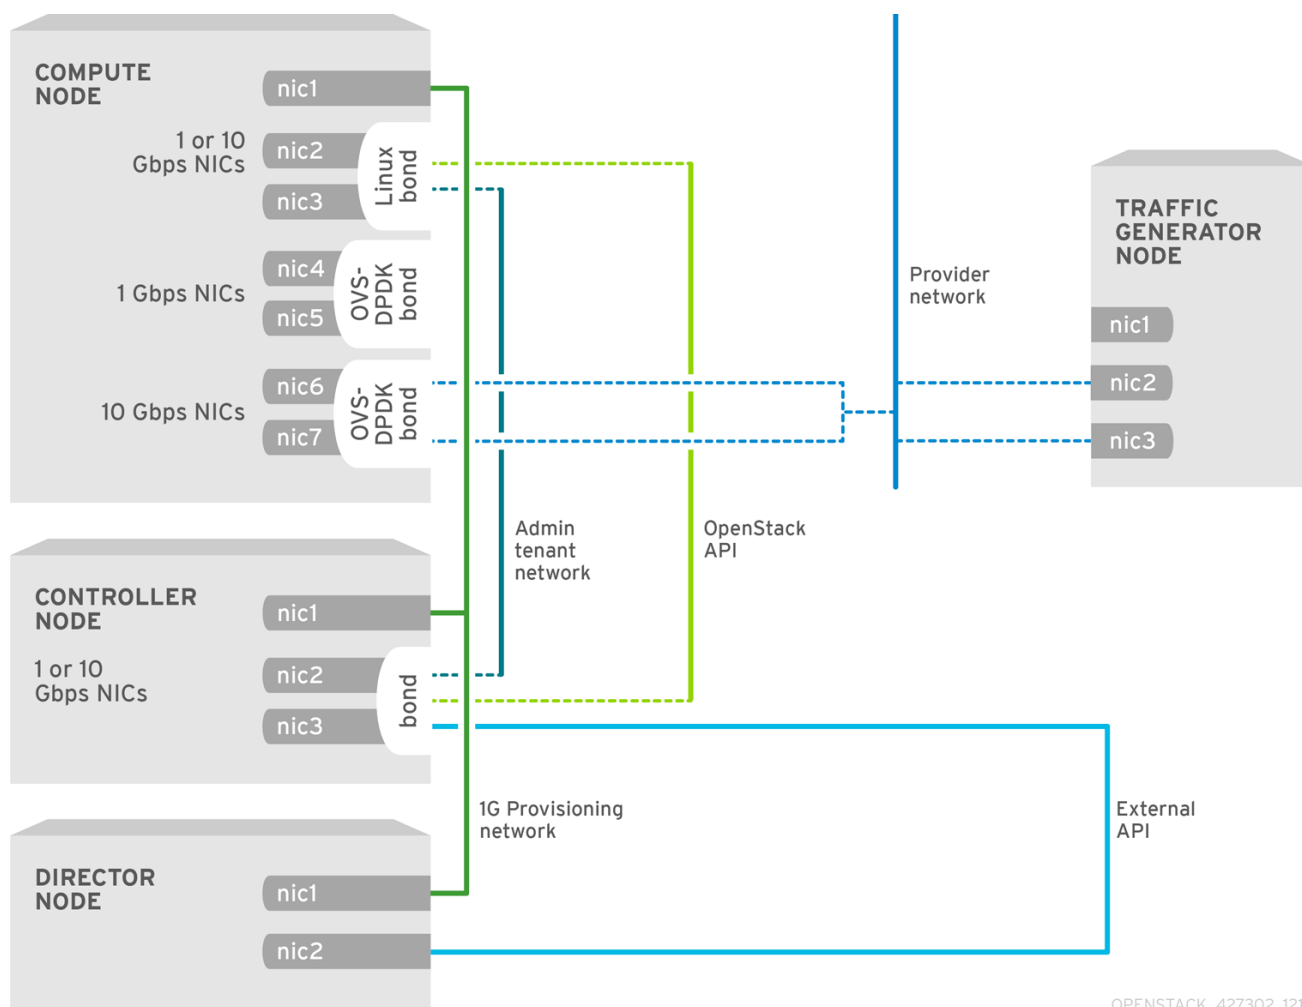 COMPUTE
NODE
nic1
1 or 10
Gbps NICs
nic2
nic3
Linux
bond
1 Gbps NICs
nic4
nic5
OVS-
DPDK
bond
10 Gbps NICs
nic6
nic7
OVS-
DPDK
bond
Provider
network
TRAFFIC
GENERATOR
NODE
nic1
nic2
nic3
Admin
tenant
network
OpenStack
API
CONTROLLER
NODE
nic1
1 or 10
Gbps NICs
nic2
nic3
bond
1G Provisioning
network
External
API
DIRECTOR
NODE
nic1
nic2